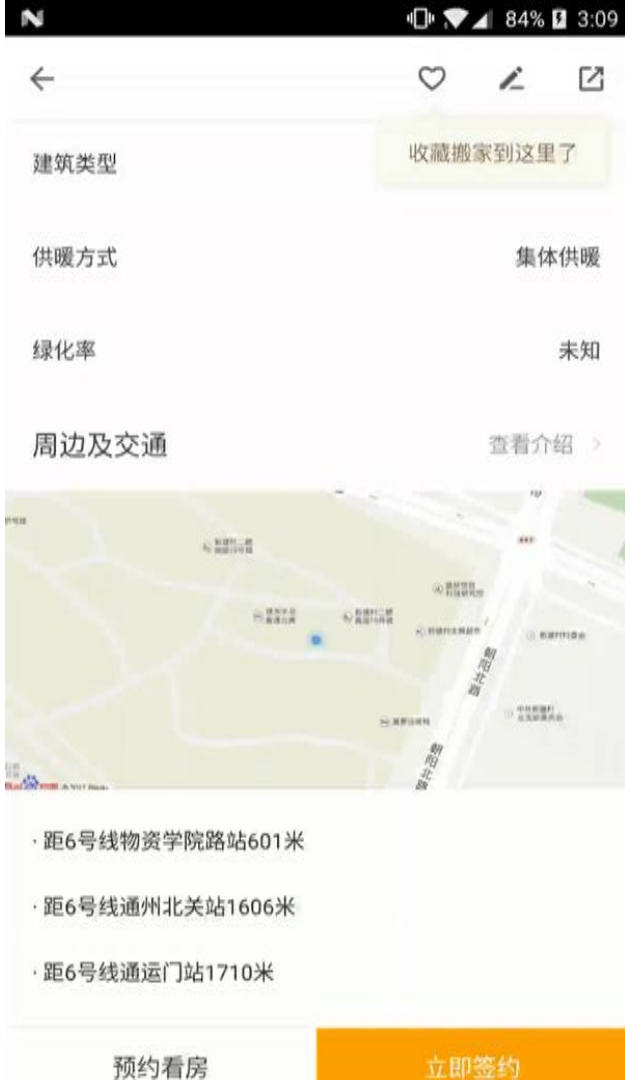 84% 3:09
收藏搬家到这里了
建筑类型
供暖方式
集体供暖
绿化率
未知
周边及交通
查看介绍
朝阳北路
朝阳北路
·距6号线物资学院路站601米
·距6号线通州北关站1606米
·距6号线通运门站1710米
预约看房
立即签约